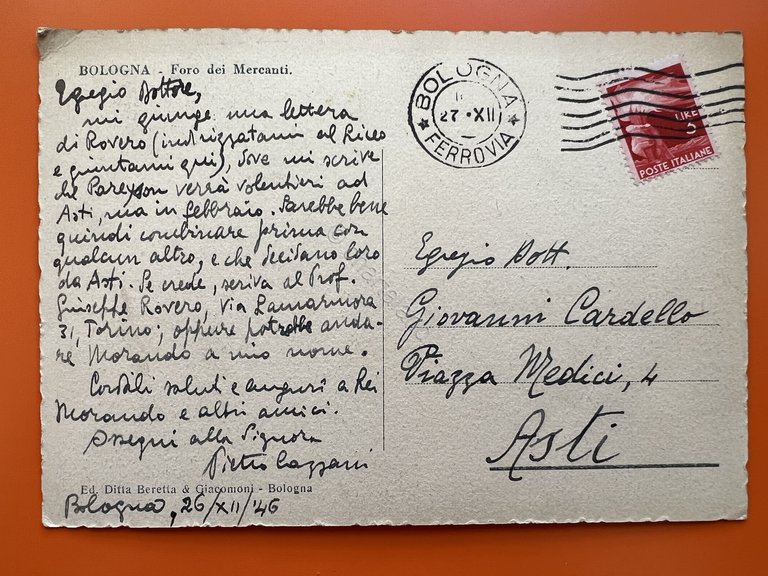 BOLOGNA - Foro dei Mercanti.
Egregio Dottore,
mi giunge una lettera
di Rovero (indirizzatami al Riceo
e giuntami qui), dove mi scrive
che Pareyson verrà volentieri ad
Asti, ma in febbraio. Sarebbe bene
quindi combinare prima con
qualcun altro, e che decidano loro
da Asti. Se crede, scriva al Prof.
Giuseppe Rovero, Via Lamarmora
31, Torino; oppure potrebbe anda-
re Morando a mio nome.
Cordiali saluti e auguri a Lei
Morando e altri amici.
Ossequi alla Signora
Pietro
Ed. Ditta Beretta & Giacomoni - Bologna
Bologna, 26/XII/'46
BOLOGNA
27 • XII
FERROVIA
LIRE
5
POSTE ITALIANE
Egregio Dott.
Giovanni Cardello
Piazza Medici, 4
Asti